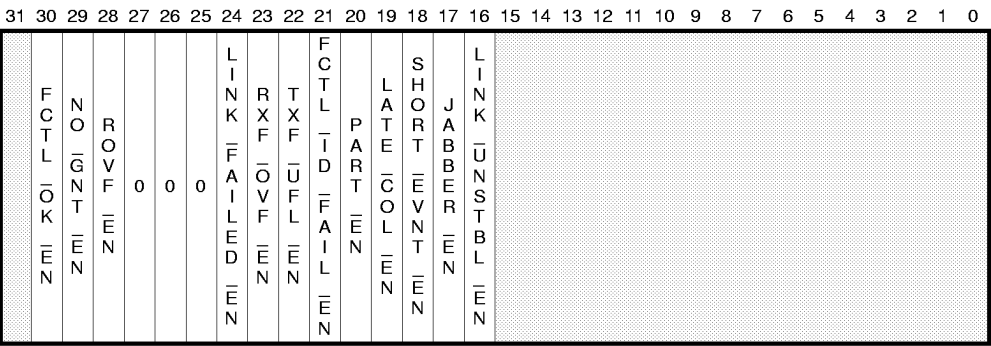 31 30 29 28 27 26 25 24 23 22 21 20 19 18 17 16 15 14 13 12 11 10 9 8 7 6 5 4 3 2 1 0
FCTL_OK_EN
NO_GNT_EN
ROVF_EN
0
0
0
LINK_FAILED_EN
RXF_OVF_EN
TXF_UFL_EN
FCTL_ID_FAIL_EN
PART_EN
LATE_COL_EN
SHORT_EVNT_EN
JABBER_EN
LINK_UNSTBL_EN